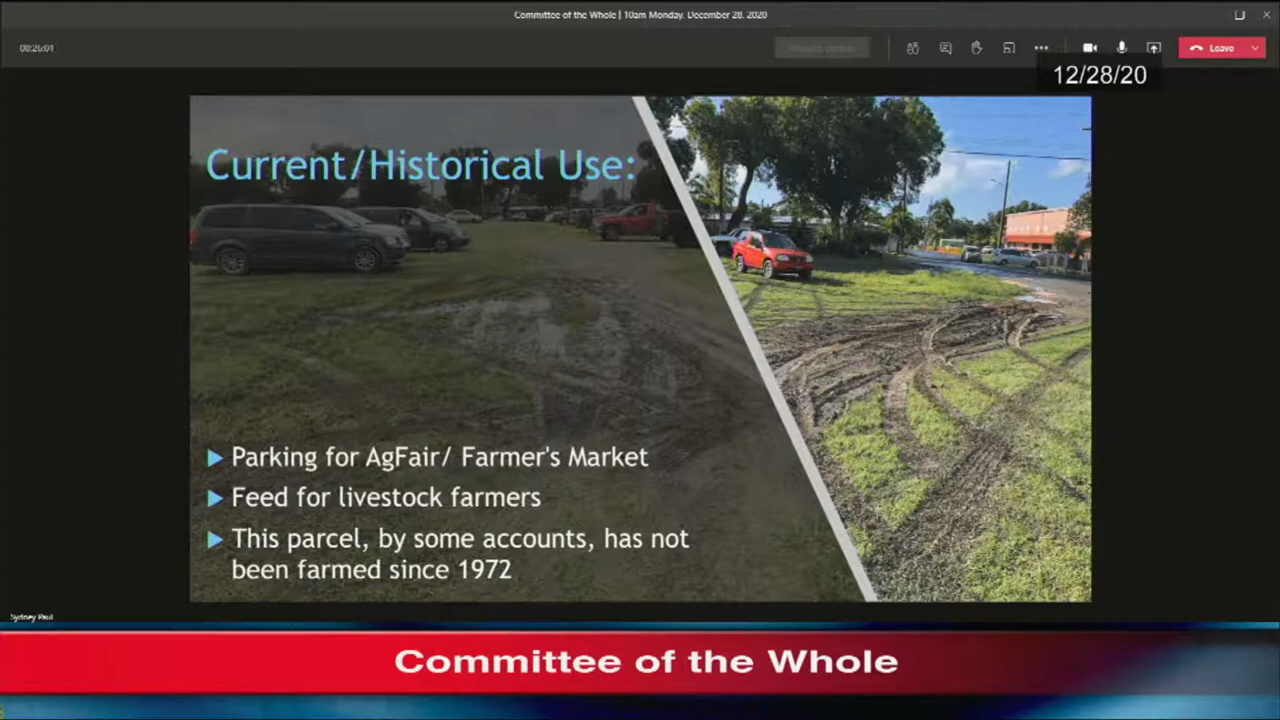 Committee of the Whole | 10am Monday, December 28, 2020
08:26:01
Leave
12/28/20
Current/Historical Use:
Parking for AgFair/ Farmer's Market
Feed for livestock farmers
This parcel, by some accounts, has not
been farmed since 1972
Sydney Paul
Committee of the Whole